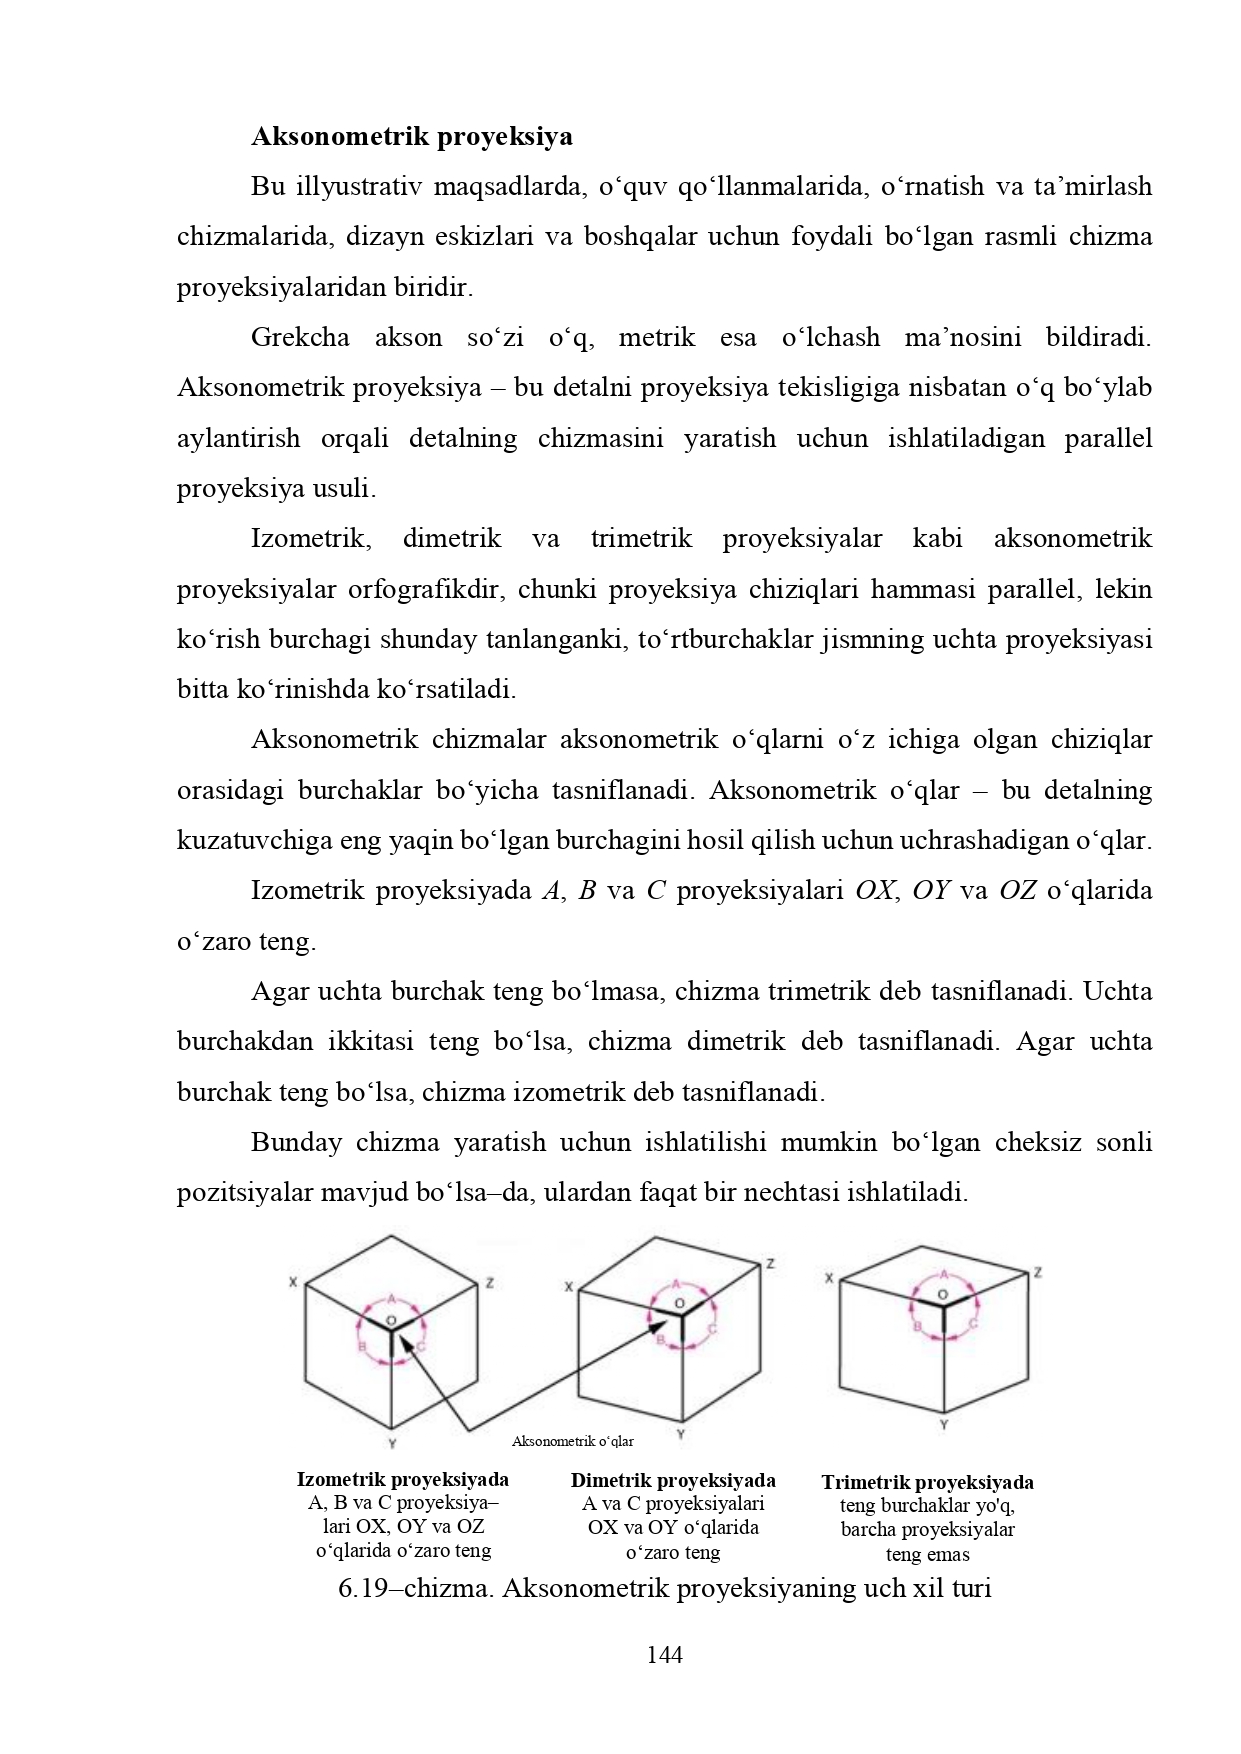 Aksonometrik proyeksiya
Bu illyustrativ maqsadlarda, o‘quv qo‘llanmalarida, o‘rnatish va ta’mirlash
chizmalarida, dizayn eskizlari va boshqalar uchun foydali bo‘lgan rasmli chizma
proyeksiyalaridan biridir.
Grekcha akson so‘zi o‘q, metrik esa o‘lchash ma’nosini bildiradi.
Aksonometrik proyeksiya – bu detalni proyeksiya tekisligiga nisbatan o‘q bo‘ylab
aylantirish orqali detalning chizmasini yaratish uchun ishlatiladigan parallel
proyeksiya usuli.
Izometrik, dimetrik va trimetrik proyeksiyalar kabi aksonometrik
proyeksiyalar orfografikdir, chunki proyeksiya chiziqlari hammasi parallel, lekin
ko‘rish burchagi shunday tanlanganki, to‘rtburchaklar jismning uchta proyeksiyasi
bitta ko‘rinishda ko‘rsatiladi.
Aksonometrik chizmalar aksonometrik o‘qlarni o‘z ichiga olgan chiziqlar
orasidagi burchaklar bo‘yicha tasniflanadi. Aksonometrik o‘qlar – bu detalning
kuzatuvchiga eng yaqin bo‘lgan burchagini hosil qilish uchun uchrashadigan o‘qlar.
Izometrik proyeksiyada A, B va C proyeksiyalari OX, OY va OZ o‘qlarida
o‘zaro teng.
Agar uchta burchak teng bo‘lmasa, chizma trimetrik deb tasniflanadi. Uchta
burchakdan ikkitasi teng bo‘lsa, chizma dimetrik deb tasniflanadi. Agar uchta
burchak teng bo‘lsa, chizma izometrik deb tasniflanadi.
Bunday chizma yaratish uchun ishlatilishi mumkin bo‘lgan cheksiz sonli
pozitsiyalar mavjud bo‘lsa–da, ulardan faqat bir nechtasi ishlatiladi.
X
Z
A
O
B
C
Y
X
Z
A
O
B
C
Y
X
Z
A
O
B
C
Y
Aksonometrik o‘qlar
Izometrik proyeksiyada
A, B va C proyeksiya–
lari OX, OY va OZ
o‘qlarida o‘zaro teng
Dimetrik proyeksiyada
A va C proyeksiyalari
OX va OY o‘qlarida
o‘zaro teng
Trimetrik proyeksiyada
teng burchaklar yo'q,
barcha proyeksiyalar
teng emas
6.19–chizma. Aksonometrik proyeksiyaning uch xil turi
144